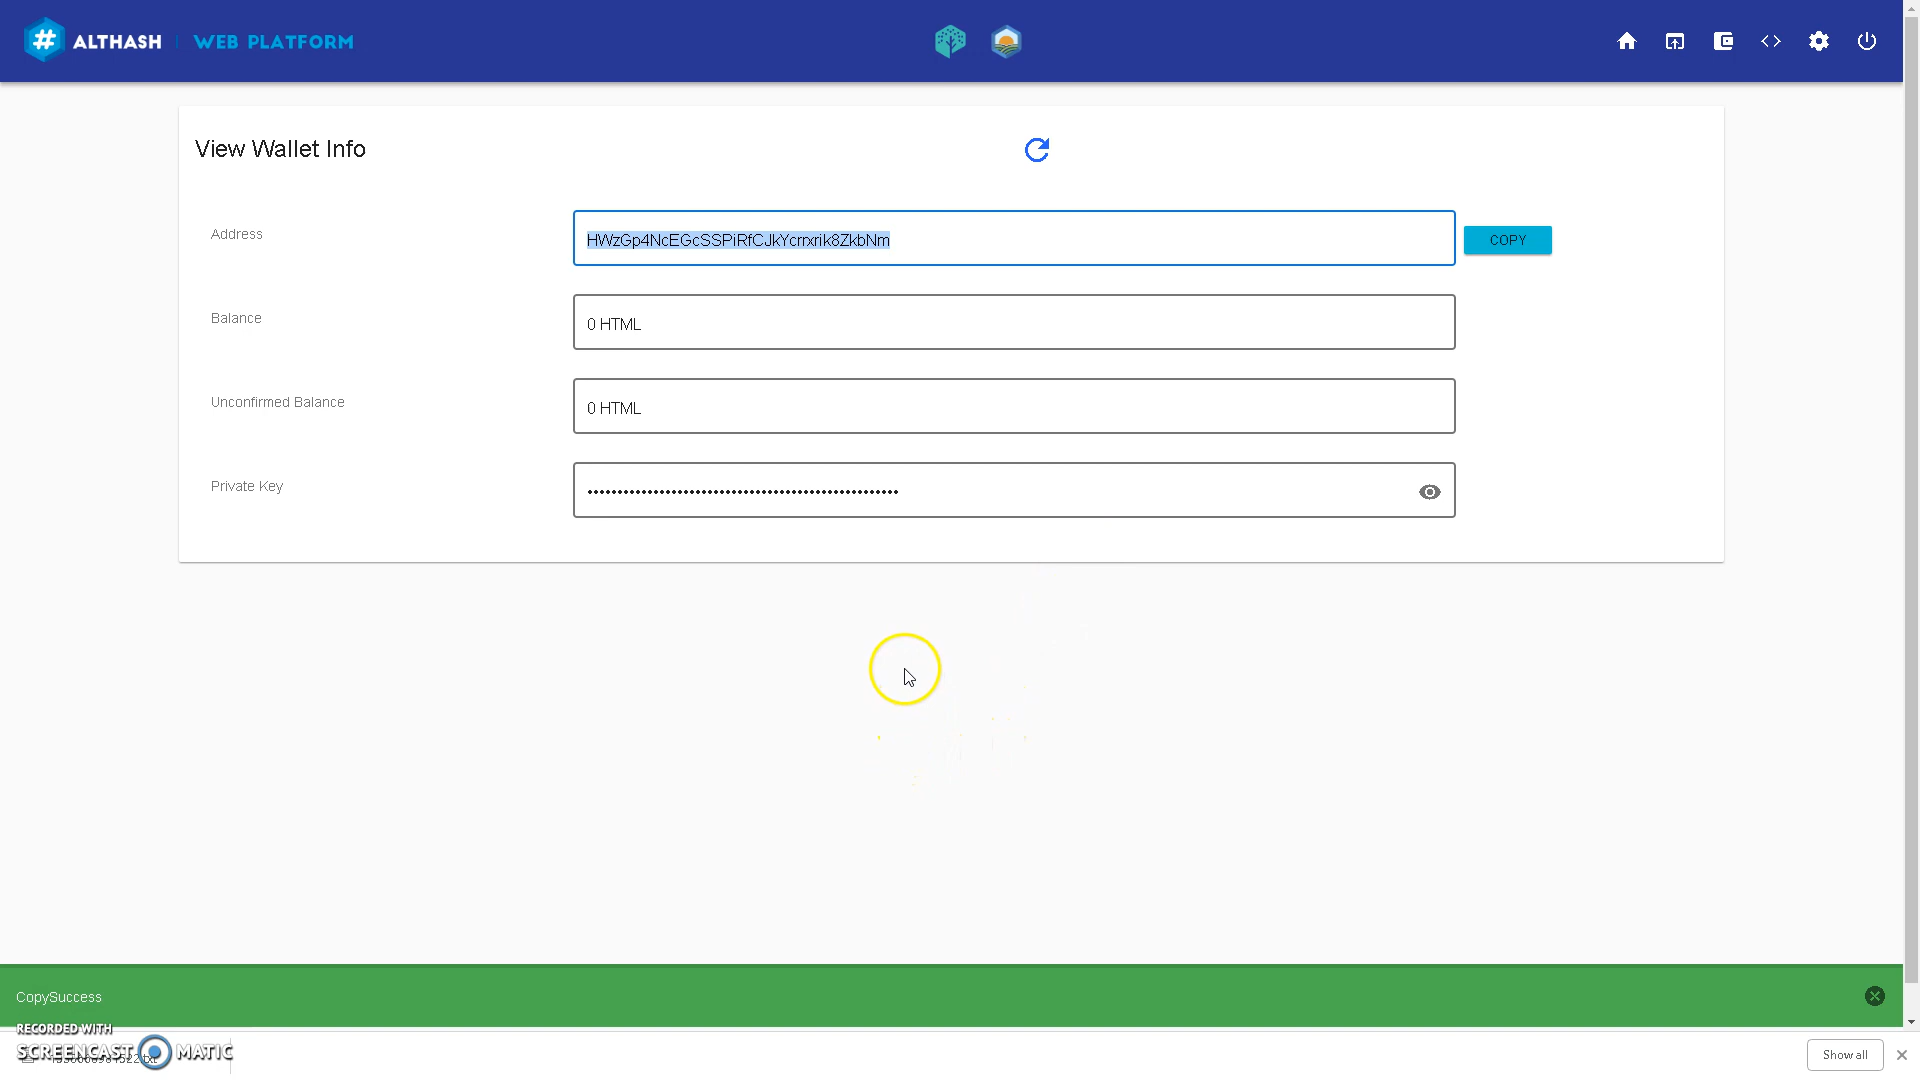 # ALTHASH | WEB PLATFORM
View Wallet Info
Address
HWzGp4NcEGcSSPiRfCJkYcrrxrik8ZkbNm
COPY
Balance
0 HTML
Unconfirmed Balance
0 HTML
Private Key
CopySuccess
RECORDED WITH
SCREENCAST MATIC
Show all